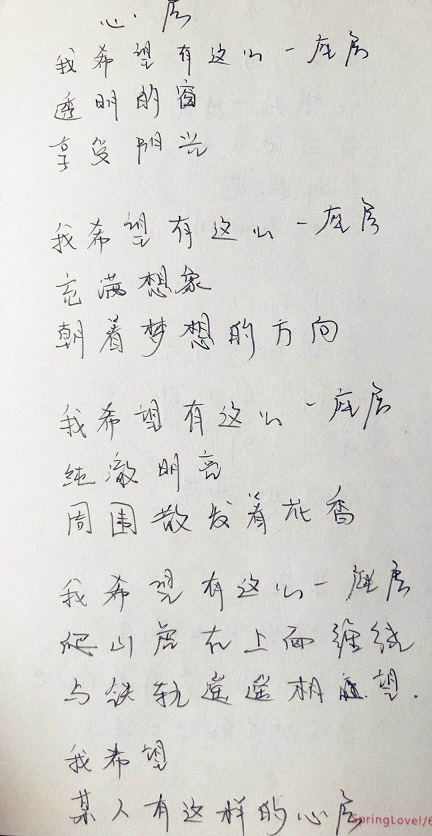 心房
我希望有这么一座房
透明的窗
享受阳光
我希望有这么一座房
充满想象
朝着梦想的方向
我希望有这么一座房
纯澈明亮
周围散发着花香
我希望有这么一座房
爬山虎在上面缠绕
与铁轨遥遥相望.
我希望
某人有这样的心房
SpringLovel/6